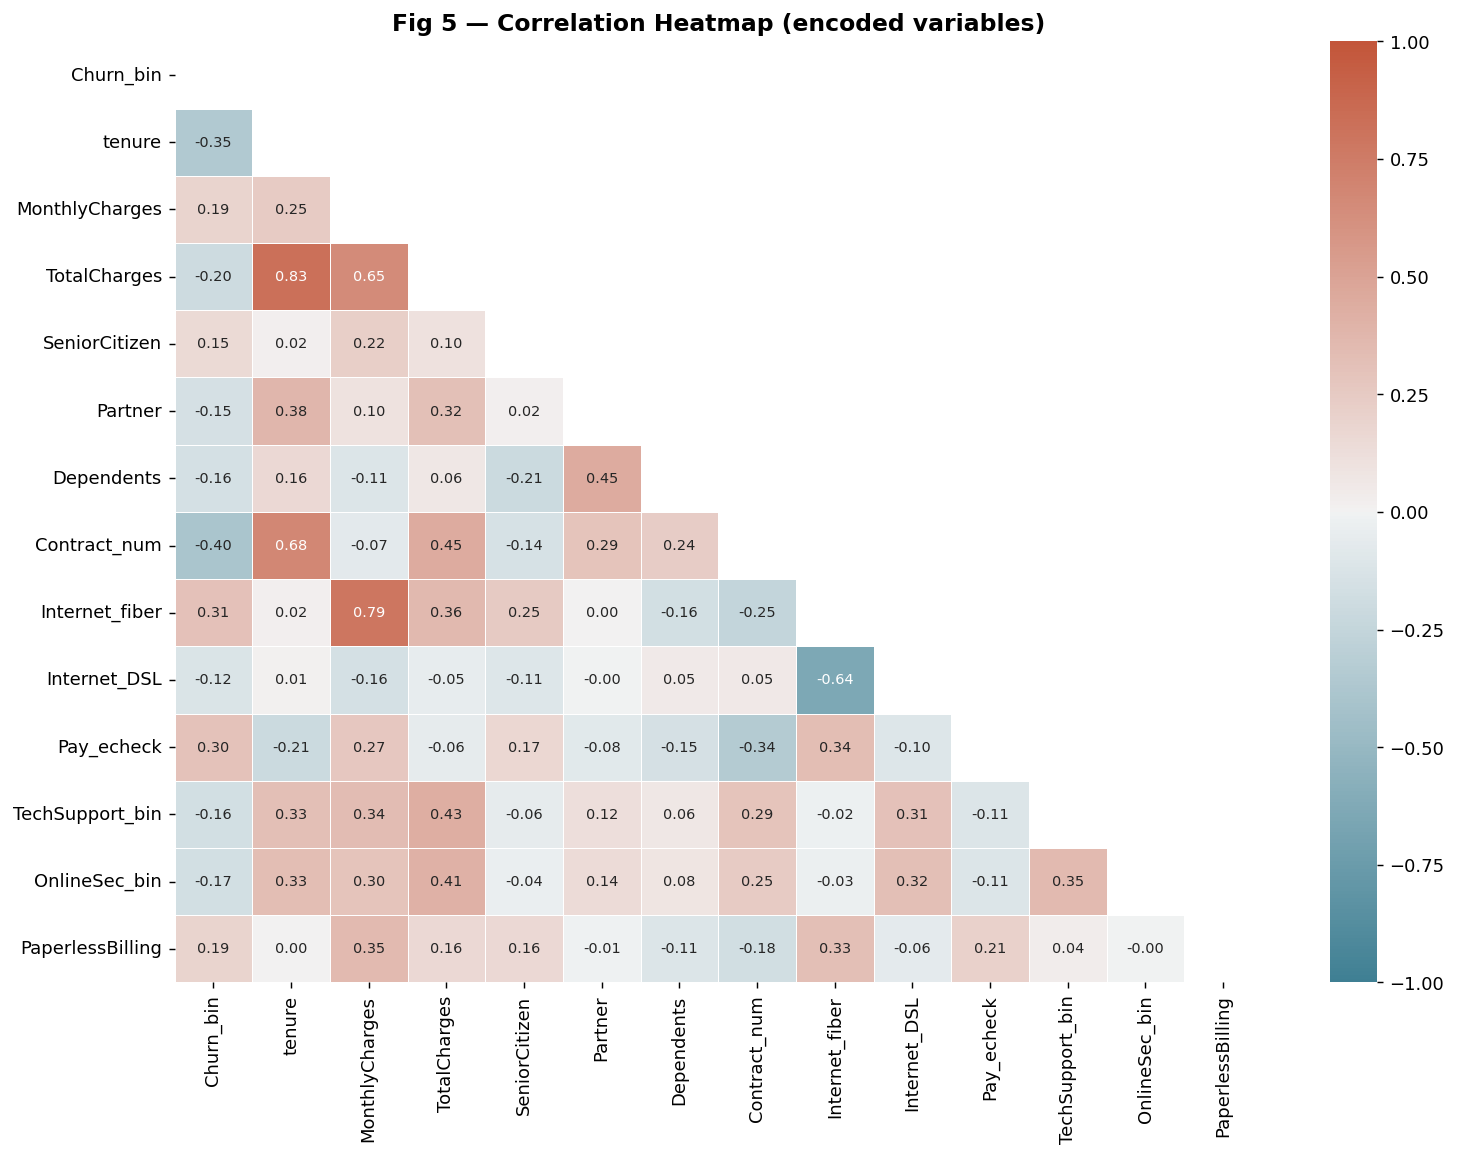 Fig 5 — Correlation Heatmap (encoded variables)
Churn_bin
tenure -0.35
MonthlyCharges 0.19 0.25
TotalCharges -0.20 0.83 0.65
SeniorCitizen 0.15 0.02 0.22 0.10
Partner -0.15 0.38 0.10 0.32 0.02
Dependents -0.16 0.16 -0.11 0.06 -0.21 0.45
Contract_num -0.40 0.68 -0.07 0.45 -0.14 0.29 0.24
Internet_fiber 0.31 0.02 0.79 0.36 0.25 0.00 -0.16 -0.25
Internet_DSL -0.12 0.01 -0.16 -0.05 -0.11 -0.00 0.05 0.05 -0.64
Pay_echeck 0.30 -0.21 0.27 -0.06 0.17 -0.08 -0.15 -0.34 0.34 -0.10
TechSupport_bin -0.16 0.33 0.34 0.43 -0.06 0.12 0.06 0.29 -0.02 0.31 -0.11
OnlineSec_bin -0.17 0.33 0.30 0.41 -0.04 0.14 0.08 0.25 -0.03 0.32 -0.11 0.35
PaperlessBilling 0.19 0.00 0.35 0.16 0.16 -0.01 -0.11 -0.18 0.33 -0.06 0.21 0.04 -0.00
Churn_bin
tenure
MonthlyCharges
TotalCharges
SeniorCitizen
Partner
Dependents
Contract_num
Internet_fiber
Internet_DSL
Pay_echeck
TechSupport_bin
OnlineSec_bin
PaperlessBilling
1.00
0.75
0.50
0.25
0.00
−0.25
−0.50
−0.75
−1.00